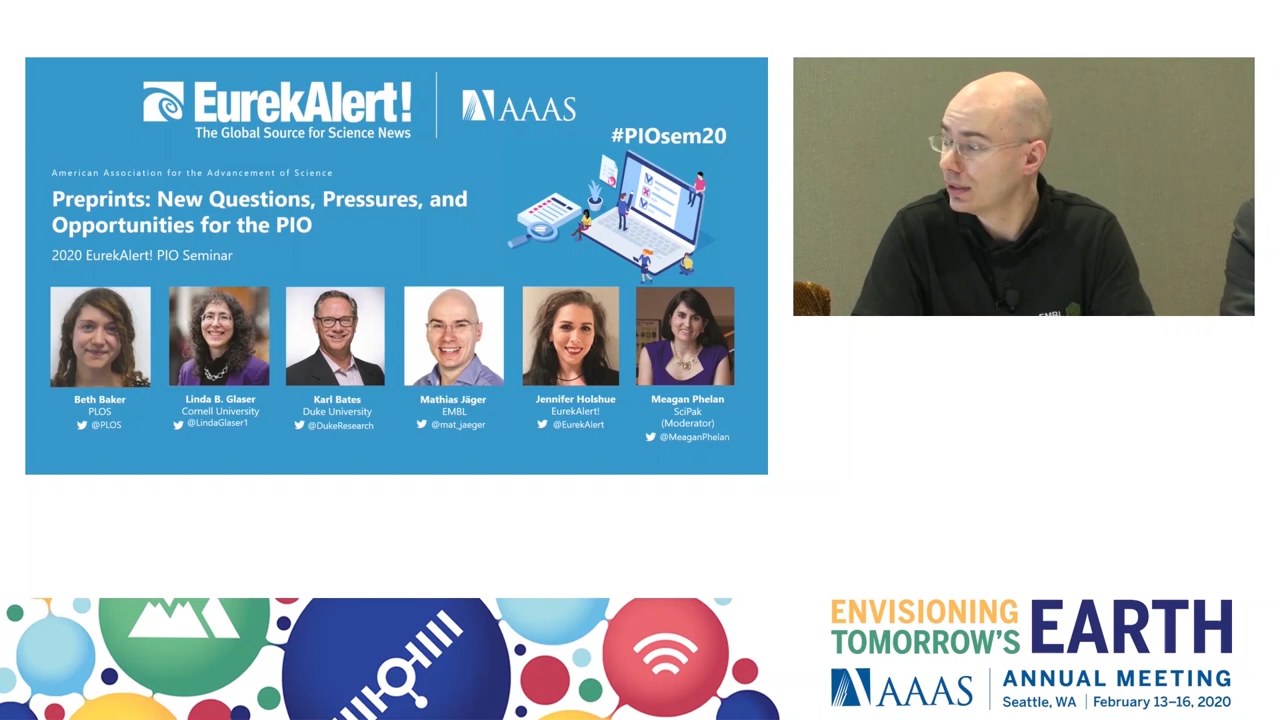 EurekAlert!
The Global Source for Science News
AAAS
#PIOsem20
American Association for the Advancement of Science
Preprints: New Questions, Pressures, and
Opportunities for the PIO
2020 EurekAlert! PIO Seminar
Beth Baker
PLOS
@PLOS
Linda B. Glaser
Cornell University
@LindaGlaser1
Karl Bates
Duke University
@DukeResearch
Mathias Jäger
EMBL
@mat_jaeger
Jennifer Holshue
EurekAlert!
@EurekAlert
Meagan Phelan
SciPak
(Moderator)
@MeaganPhelan
EMBL
ENVISIONING
TOMORROW'S
EARTH
AAAS
ANNUAL MEETING
Seattle, WA | February 13–16, 2020